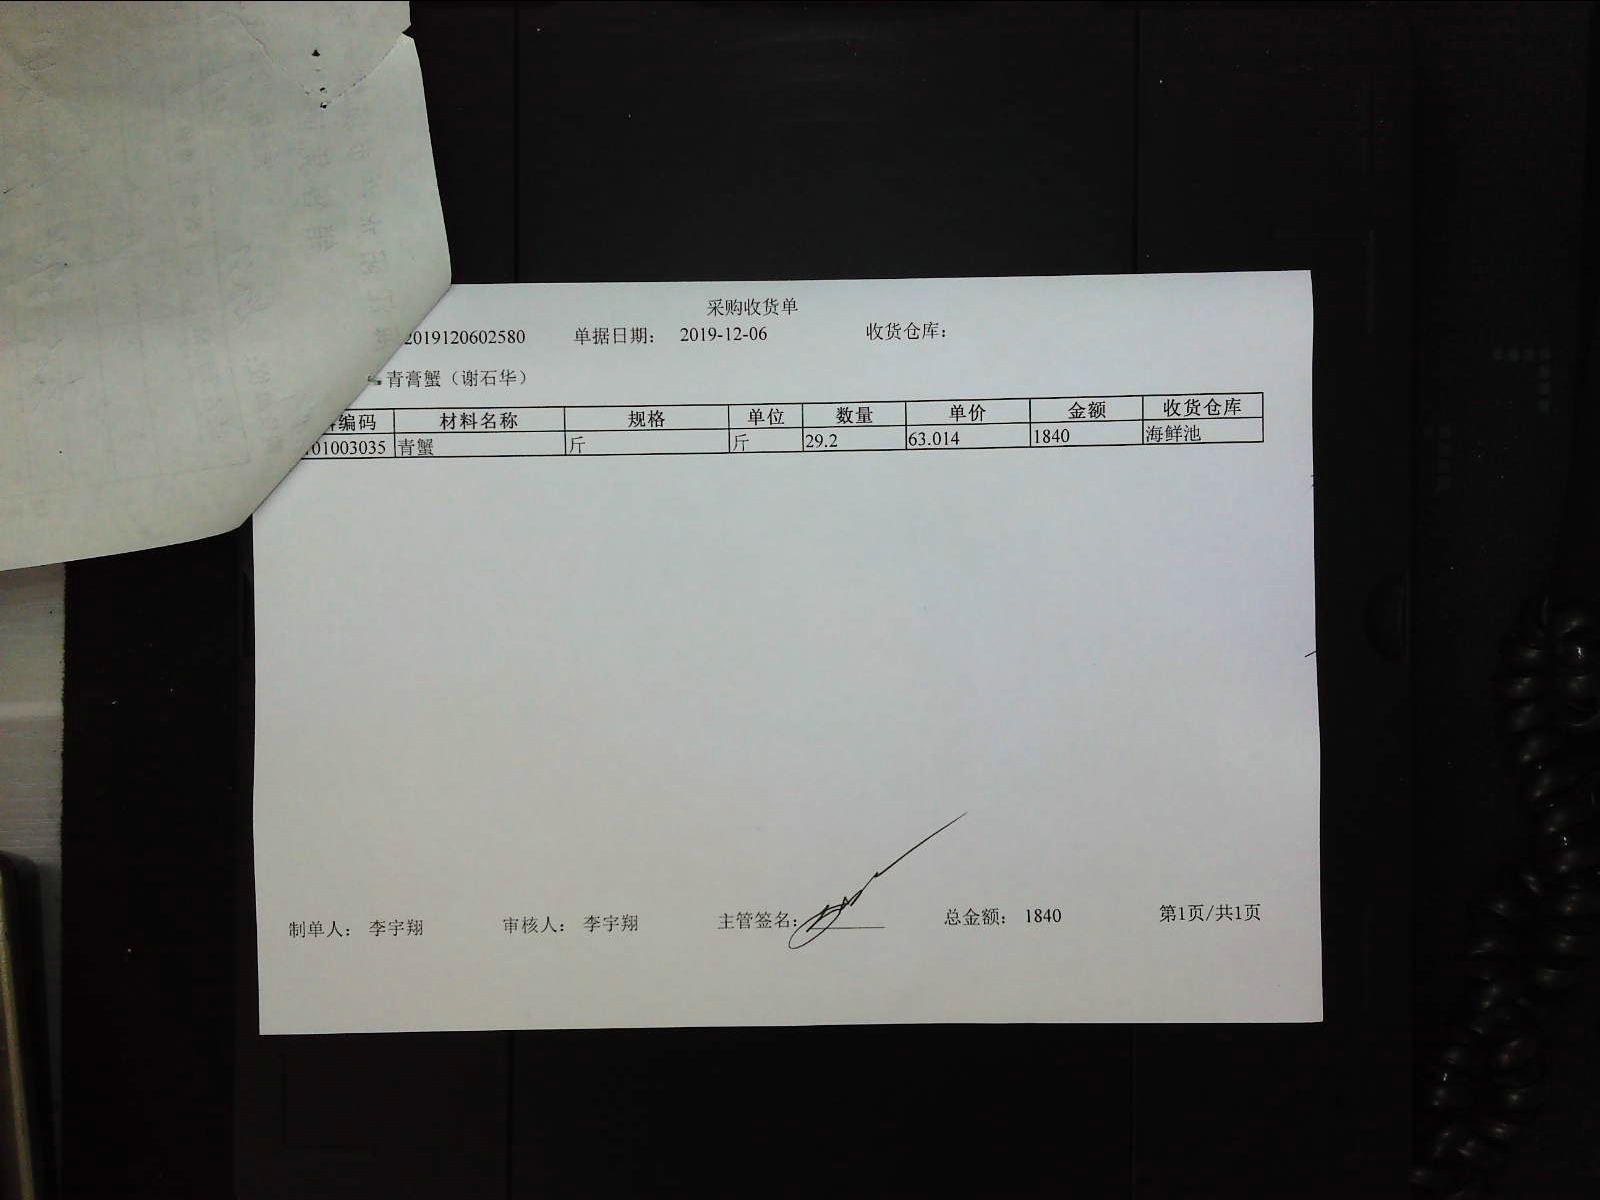 采购收货单
2019120602580 单据日期： 2019-12-06 收货仓库：
青膏蟹（谢石华）
编码 材料名称 规格 单位 数量 单价 金额 收货仓库
01003035 青蟹 斤 斤 29.2 63.014 1840 海鲜池
制单人： 李宇翔 审核人： 李宇翔 主管签名： 总金额： 1840 第1页/共1页